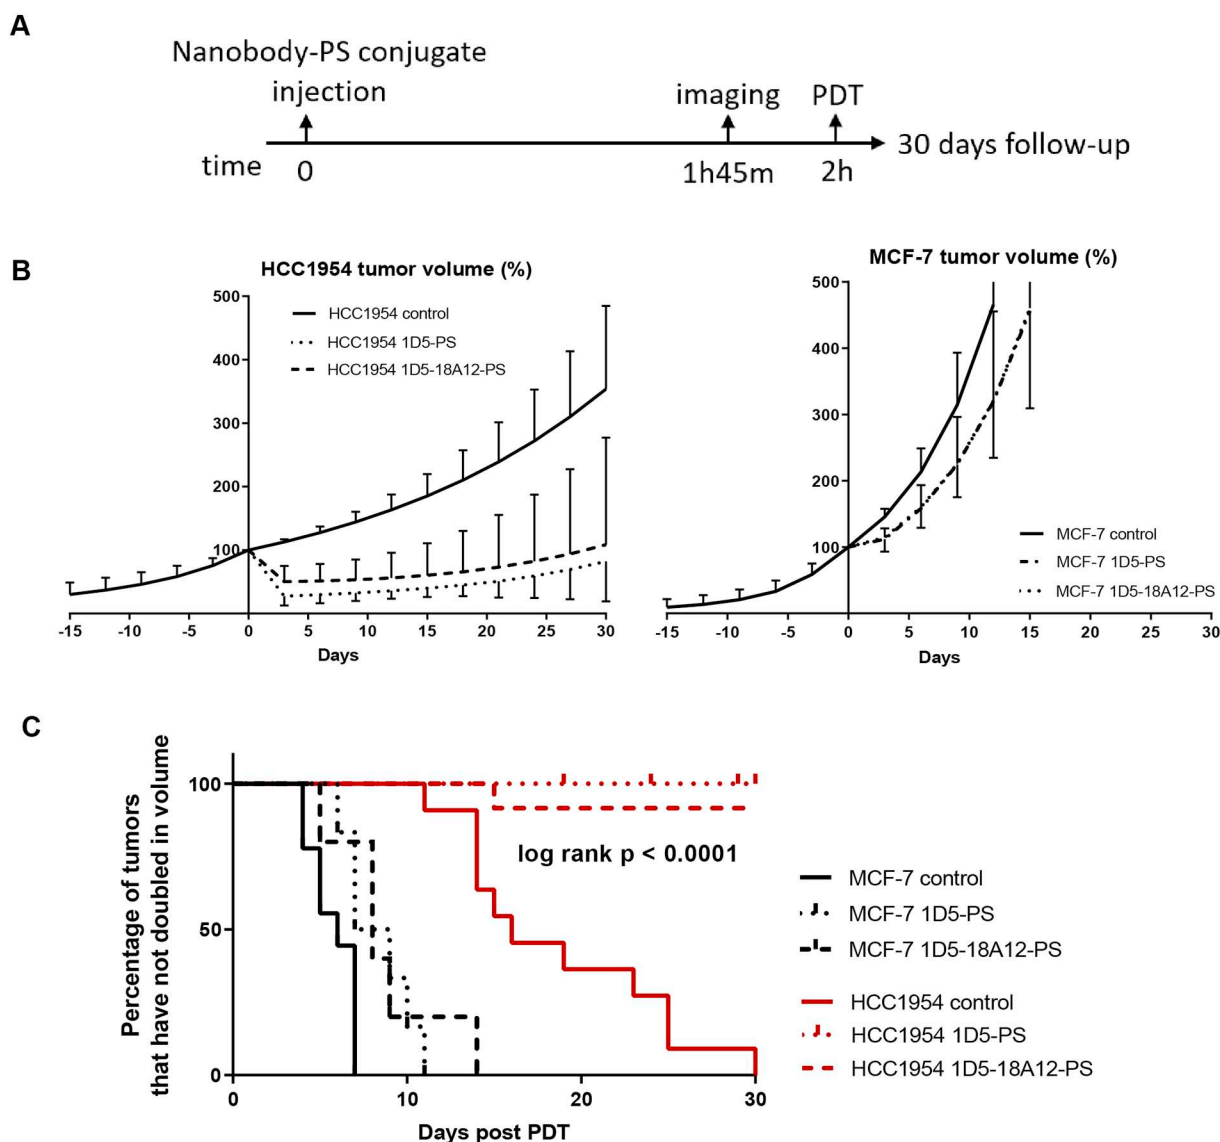 A
Nanobody-PS conjugate
injection
imaging
PDT
30 days follow-up
time
0
1h45m
2h
B
HCC1954 tumor volume (%)
500
400
300
200
100
HCC1954 control
HCC1954 1D5-PS
HCC1954 1D5-18A12-PS
-15 -10 -5 0 5 10 15 20 25 30
Days
MCF-7 tumor volume (%)
500
400
300
200
100
MCF-7 control
MCF-7 1D5-PS
MCF-7 1D5-18A12-PS
-15 -10 -5 0 5 10 15 20 25 30
Days
C
Percentage of tumors
that have not doubled in volume
100
50
0
log rank p < 0.0001
0 10 20 30
Days post PDT
MCF-7 control
MCF-7 1D5-PS
MCF-7 1D5-18A12-PS
HCC1954 control
HCC1954 1D5-PS
HCC1954 1D5-18A12-PS